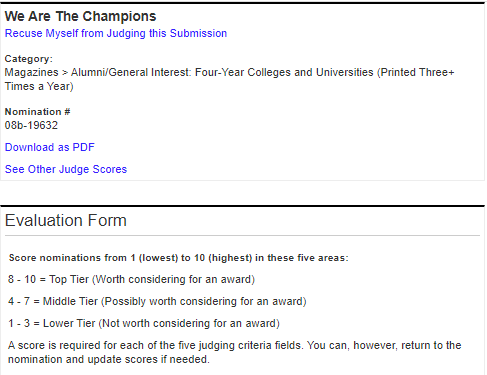 We Are The Champions
Recuse Myself from Judging this Submission
Category:
Magazines > Alumni/General Interest: Four-Year Colleges and Universities (Printed Three+
Times a Year)
Nomination #
08b-19632
Download as PDF
See Other Judge Scores
Evaluation Form
Score nominations from 1 (lowest) to 10 (highest) in these five areas:
8 - 10 = Top Tier (Worth considering for an award)
4 - 7 = Middle Tier (Possibly worth considering for an award)
1 - 3 = Lower Tier (Not worth considering for an award)
A score is required for each of the five judging criteria fields. You can, however, return to the
nomination and update scores if needed.